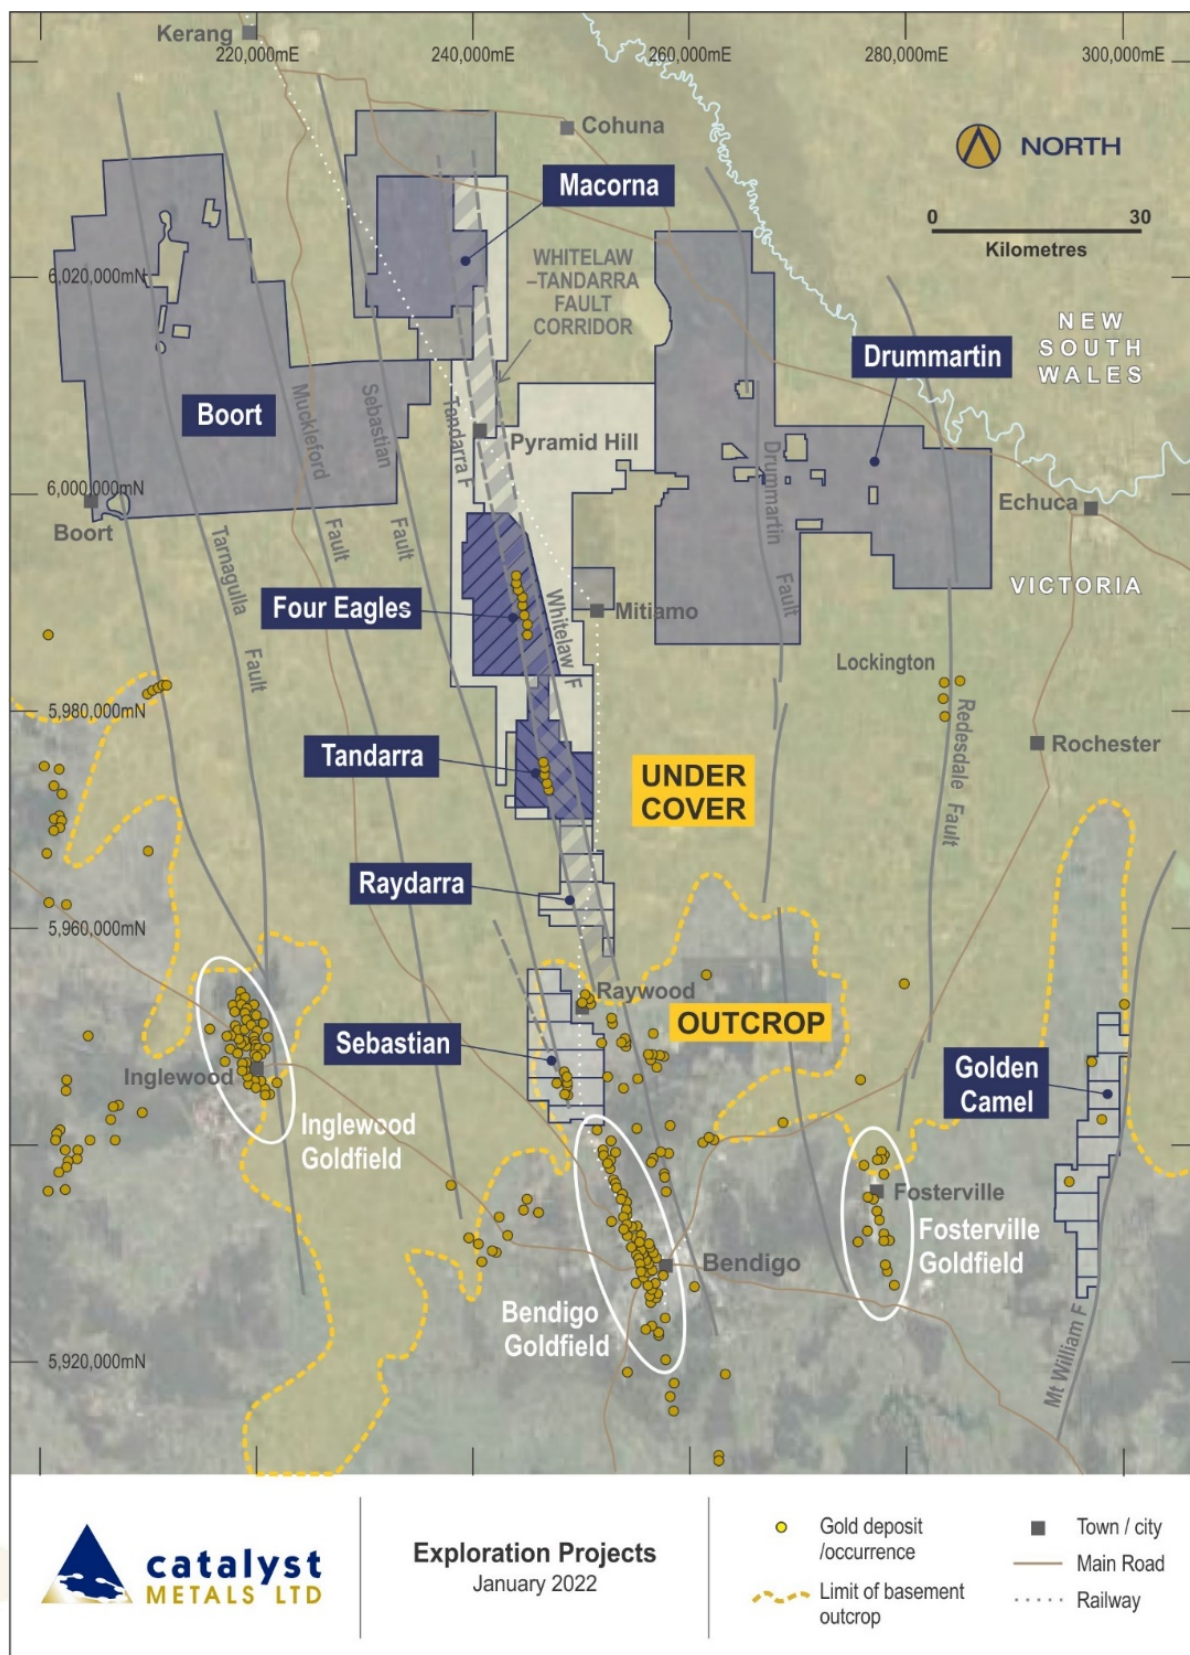 Kerang
220,000mE
240,000mE
260,000mE
280,000mE
300,000mE
Cohuna
NORTH
Macorna
0
30
Kilometres
WHITELAW
–TANDARRA
FAULT
CORRIDOR
6,020,000mN
NEW
SOUTH
WALES
Drummartin
Boort
Muckleford
Fault
Sebastian
Fault
Tandarra F
Pyramid Hill
Drummartin
Fault
6,000,000mN
Echuca
Boort
Tarnagulla
Fault
VICTORIA
Four Eagles
Whitelaw F
Mitiamo
Lockington
5,980,000mN
Redesdale Fault
Rochester
Tandarra
UNDER
COVER
Raydarra
5,960,000mN
Raywood
OUTCROP
Sebastian
Golden
Camel
Inglewood
Inglewood
Goldfield
Fosterville
Fosterville
Goldfield
Bendigo
Bendigo
Goldfield
Mt William F
5,920,000mN
catalyst
METALS LTD
Exploration Projects
January 2022
Gold deposit
/occurrence
Limit of basement
outcrop
Town / city
Main Road
Railway